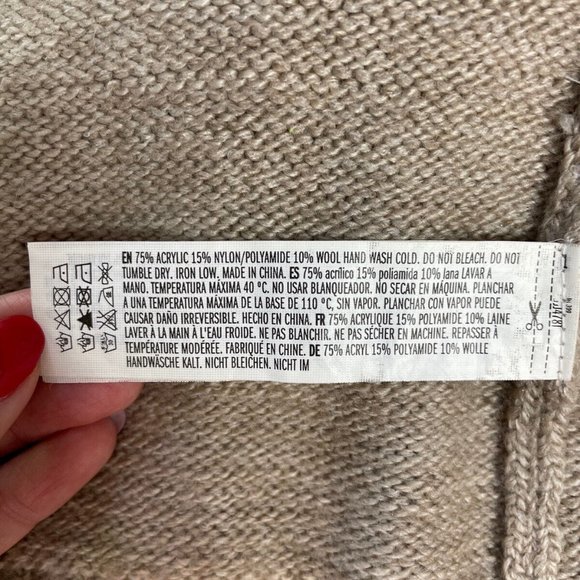 EN 75% ACRYLIC 15% NYLON/POLYAMIDE 10% WOOL HAND WASH COLD. DO NOT BLEACH. DO NOT
TUMBLE DRY. IRON LOW. MADE IN CHINA. ES 75% acrílico 15% poliamida 10% lana LAVAR A
MANO. TEMPERATURA MÁXIMA 40 ºC. NO USAR BLANQUEADOR. NO SECAR EN MÁQUINA. PLANCHAR
A UNA TEMPERATURA MÁXIMA DE LA BASE DE 110 °C, SIN VAPOR. PLANCHAR CON VAPOR PUEDE
CAUSAR DAÑO IRREVERSIBLE. HECHO EN CHINA. FR 75% ACRYLIQUE 15% POLYAMIDE 10% LAINE
LAVER À LA MAIN À L'EAU FROIDE. NE PAS BLANCHIR. NE PAS SÉCHER EN MACHINE. REPASSER À
TEMPÉRATURE MODÉRÉE. FABRIQUÉ EN CHINE. DE 75% ACRYL 15% POLYAMIDE 10% WOLLE
HANDWÄSCHE KALT. NICHT BLEICHEN. NICHT IM